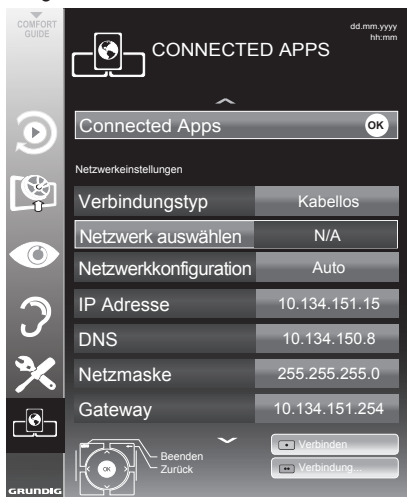 COMFORT
GUIDE
CONNECTED APPS
dd.mm.yyyy
hh:mm
Connected Apps OK
Netzwerkeinstellungen
Verbindungstyp Kabellos
Netzwerk auswählen N/A
Netzwerkkonfiguration Auto
IP Adresse 10.134.151.15
DNS 10.134.150.8
Netzmaske 255.255.255.0
Gateway 10.134.151.254
OK
Beenden
Zurück
Verbinden
Verbindung...
GRUNDIG